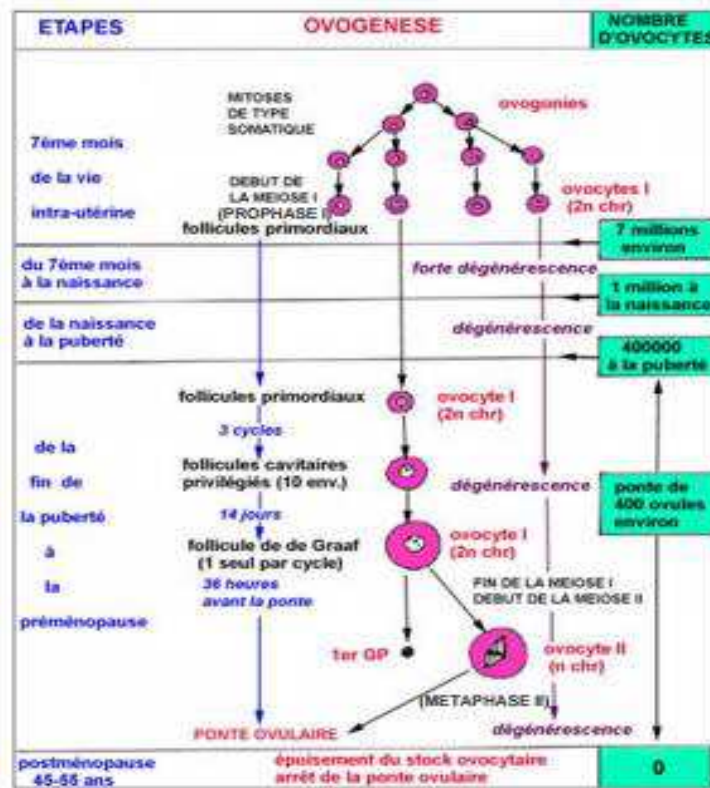 ETAPES
OVOGENESE
NOMBRE
D'OVOCYTES
MITOSES
DE TYPE
SOMATIQUE
ovogonies
7ème mois
de la vie
intra-utérine
DEBUT DE
LA MEIOSE I
(PROPHASE I)
follicules primordiaux
ovocytes I
(2n chr)
7 millions
environ
du 7ème mois
à la naissance
forte dégénérescence
1 million à
la naissance
de la naissance
à la puberté
dégénérescence
400000
à la puberté
follicules primordiaux
ovocyte I
(2n chr)
3 cycles
de la
fin de
la puberté
à
la
préménopause
follicules cavitaires
privilégiés (10 env.)
dégénérescence
ponte de
400 ovules
environ
14 jours
follicule de de Graaf
(1 seul par cycle)
ovocyte I
(2n chr)
36 heures
avant la ponte
FIN DE LA MEIOSE I
DEBUT DE LA MEIOSE II
1er GP
ovocyte II
(n chr)
(METAPHASE II)
PONTE OVULAIRE
dégénérescence
postménopause
45-55 ans
épuisement du stock ovocytaire
arrêt de la ponte ovulaire
0